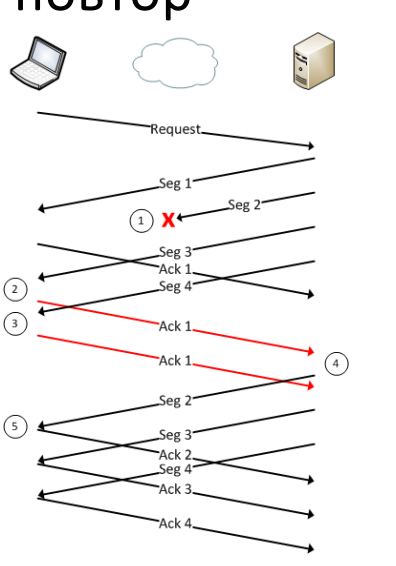 повтор
Request
Seg 1
Seg 2
1
X
Seg 3
Ack 1
Seg 4
2
3
Ack 1
Ack 1
4
Seg 2
5
Seg 3
Ack 2
Seg 4
Ack 3
Ack 4